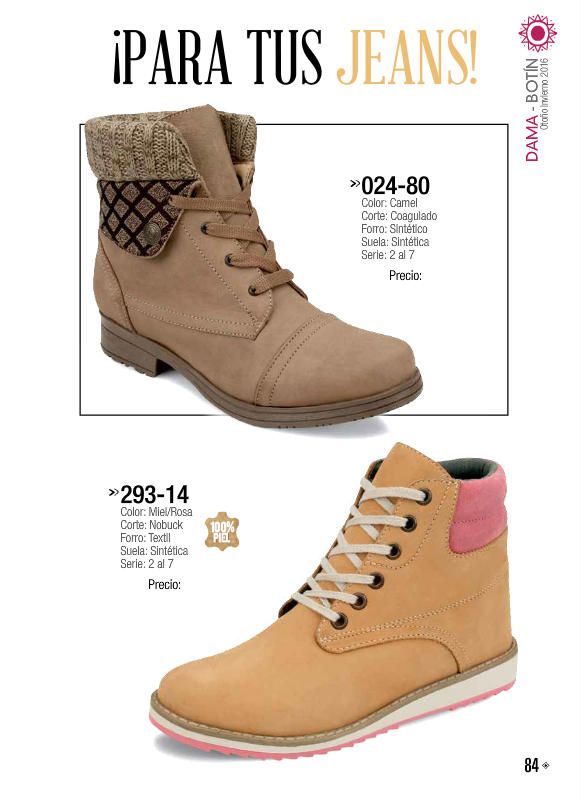 ¡PARA TUS JEANS!
DAMA - BOTÍN
Otoño Invierno 2016
024-80
Color: Camel
Corte: Coagulado
Forro: Sintético
Suela: Sintética
Serie: 2 al 7
Precio:
293-14
Color: Miel/Rosa
Corte: Nobuck
Forro: Textil
Suela: Sintética
Serie: 2 al 7
Precio:
100%
PIEL
84